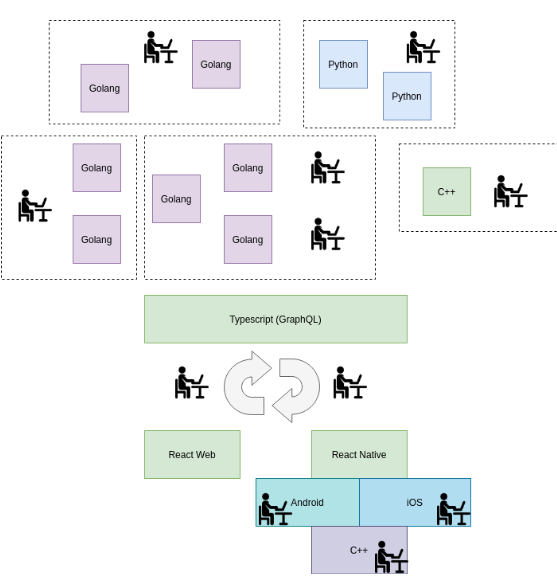 Golang
Golang
Python
Python
Golang
Golang
Golang
Golang
Golang
C++
Typescript (GraphQL)
React Web
React Native
Android
iOS
C++